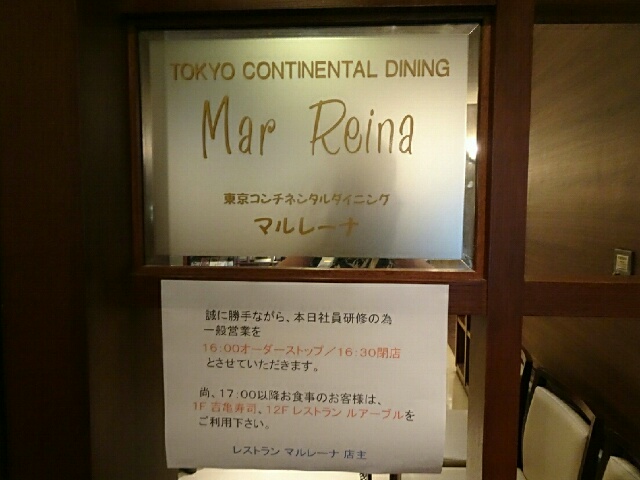 TOKYO CONTINENTAL DINING
Mar Reina
東京コンチネンタルダイニング
マルレーナ
誠に勝手ながら、本日社員研修の為
一般営業を
16:00オーダーストップ/16:30閉店
とさせていただきます。
尚、17:00以降お食事のお客様は、
1F 吉亀寿司、12F レストラン ルアーブルを
ご利用下さい。
レストラン マルレーナ 店主